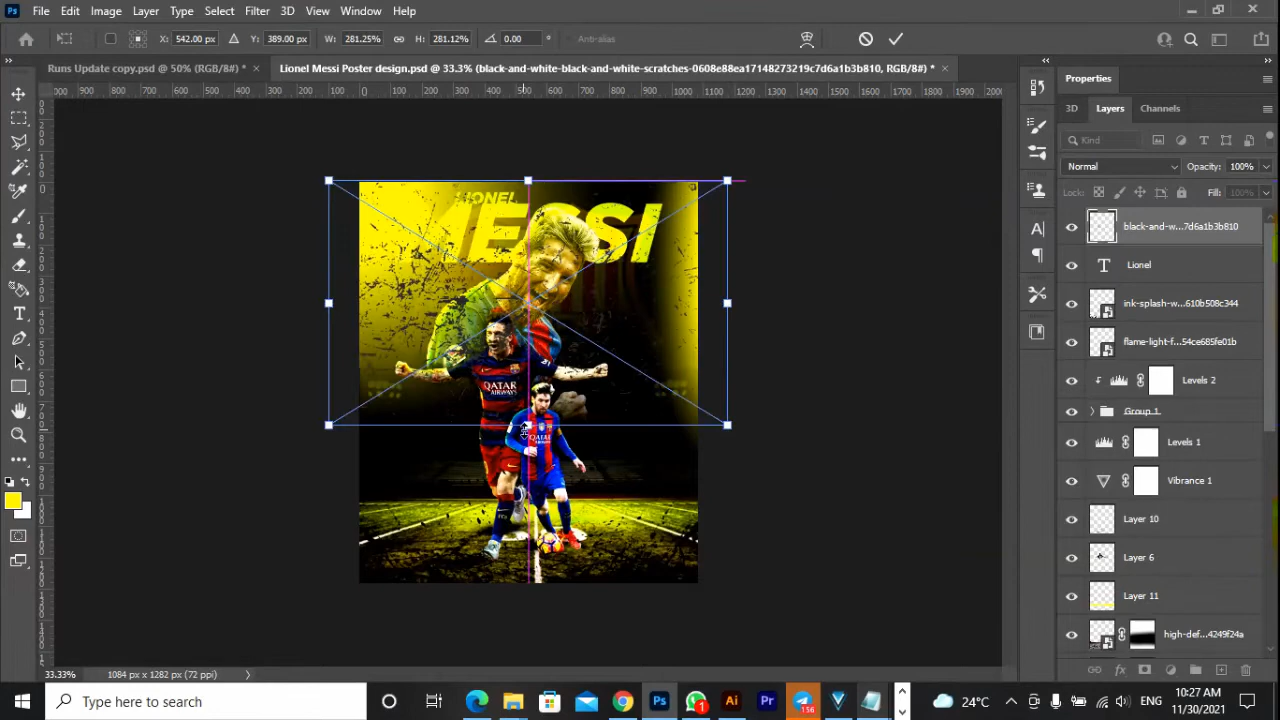 Ps File Edit Image Layer Type Select Filter 3D View Window Help
X: 542.00 px Y: 389.00 px W: 281.25% H: 281.12% 0.00 ° Anti-alias
Runs Update copy.psd @ 50% (RGB/8#) * × Lionel Messi Poster design.psd @ 33.3% (black-and-white-black-and-white-scratches-0608e88ea17148273219c7d6a1b3b810, RGB/8#) * ×
Properties
3D Layers Channels
Kind
Normal Opacity: 100%
Lock: Fill: 100%
black-and-w...7d6a1b3b810
Lionel
ink-splash-w...610b508c344
flame-light-f...54ce685fe01b
Levels 2
Group 1
Levels 1
Vibrance 1
Layer 10
Layer 6
Layer 11
high-def...4249f24a
LIONEL
MESSI
QATAR
AIRWAYS
QATAR
33.33% 1084 px x 1282 px (72 ppi)
Type here to search
Ps Ai Pr 156 24°C ENG 10:27 AM
11/30/2021